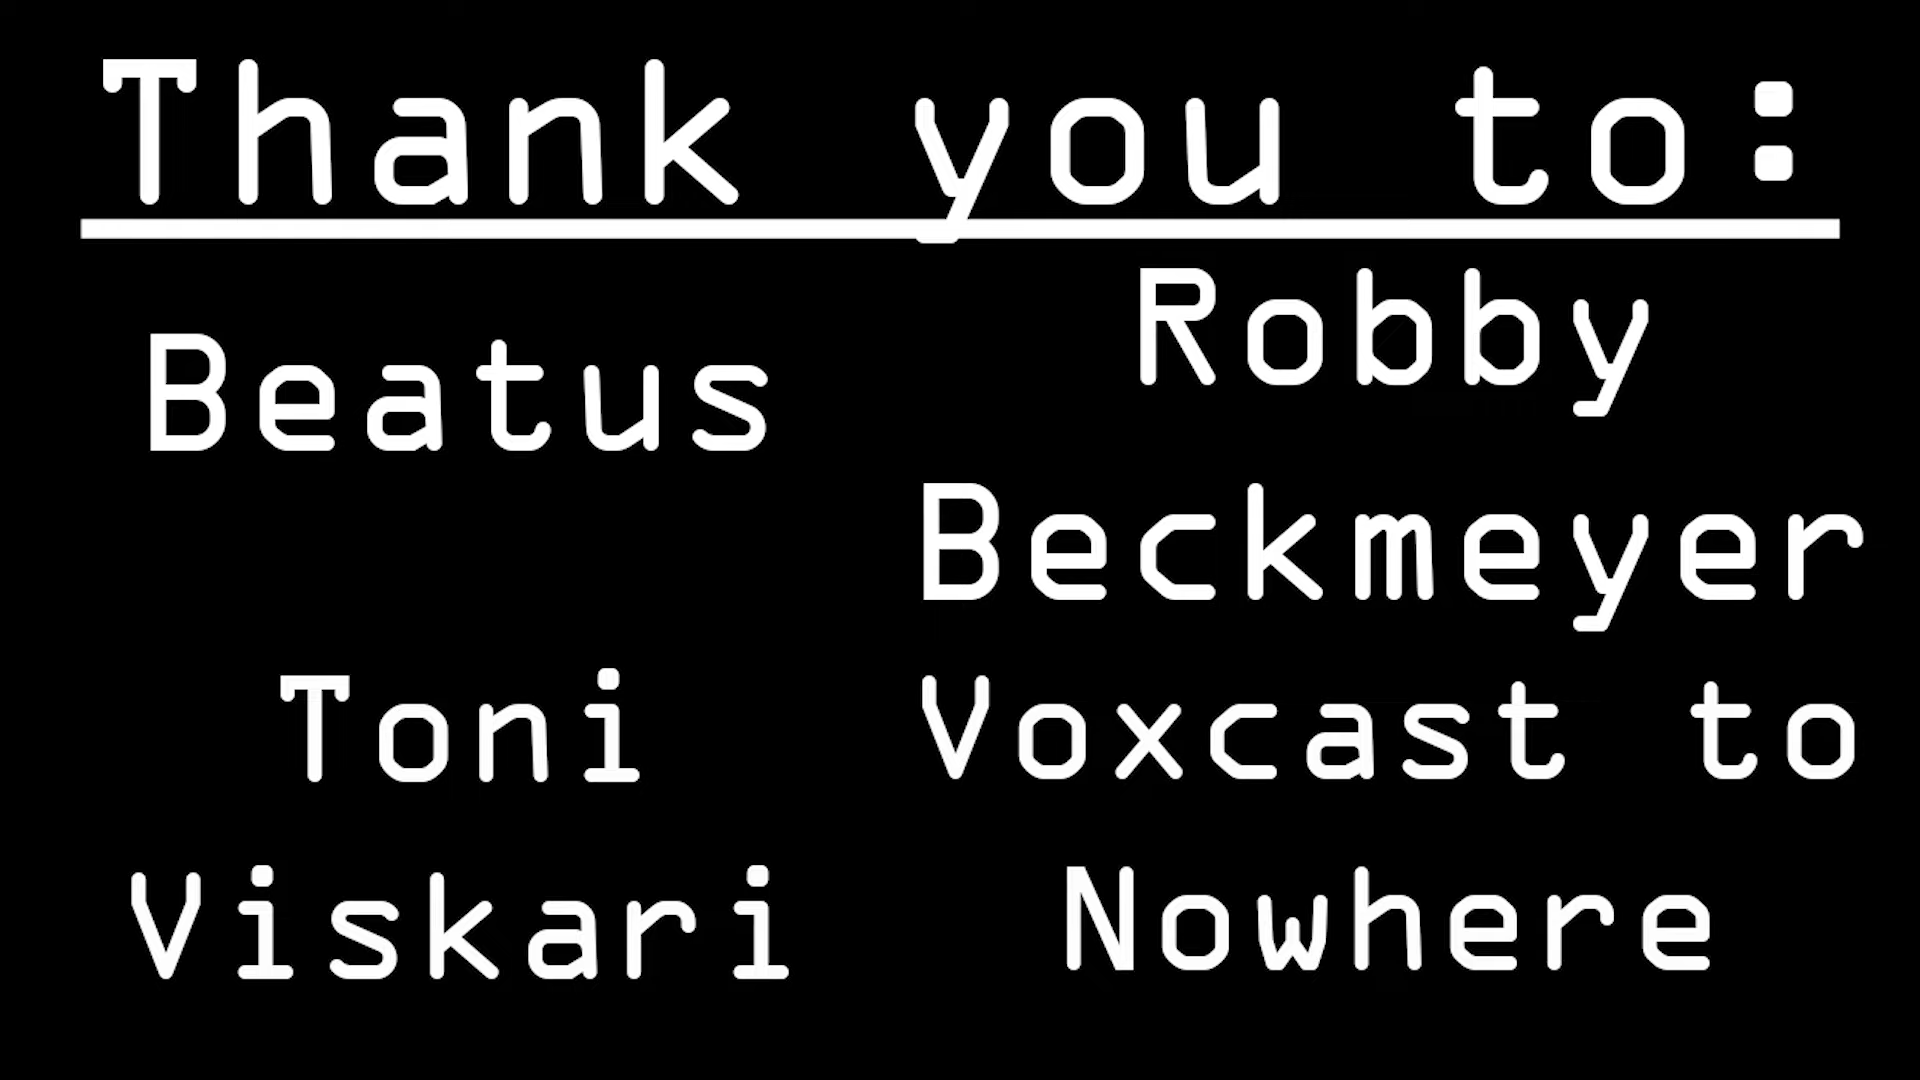 Thank you to:
Beatus
Robby
Beckmeyer
Toni
Viskari
Voxcast to
Nowhere